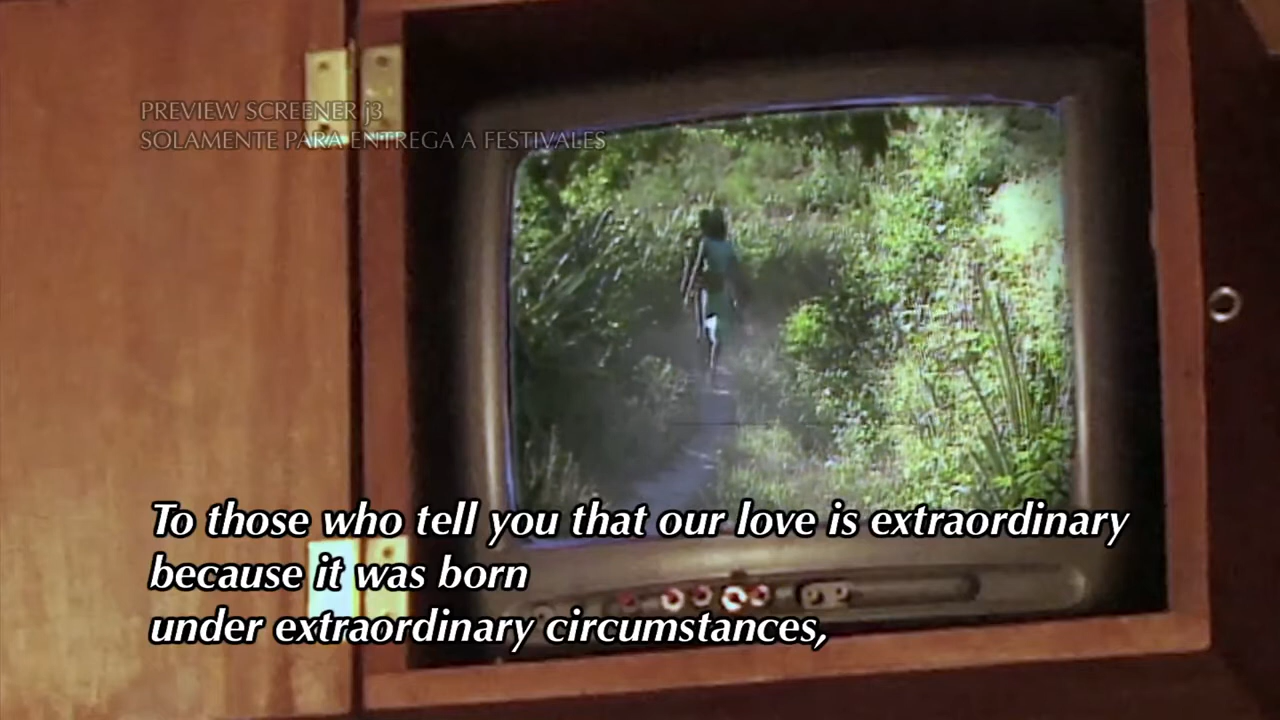 PREVIEW SCREENER j3
SOLAMENTE PARA ENTREGA A FESTIVALES
To those who tell you that our love is extraordinary
because it was born
under extraordinary circumstances,